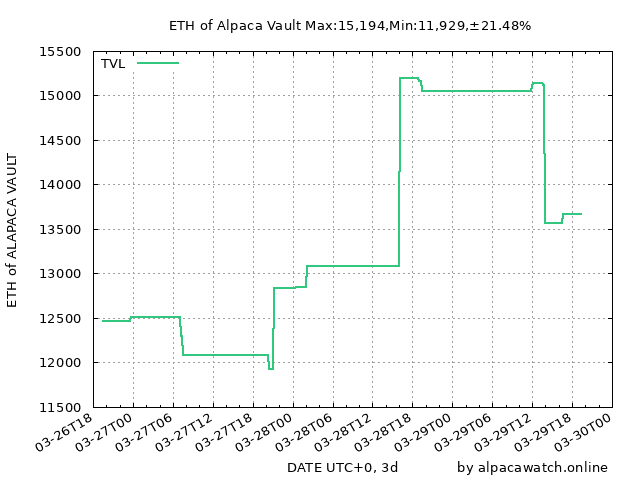 ETH of Alpaca Vault Max:15,194,Min:11,929,±21.48%
TVL
15500
15000
14500
14000
13500
13000
12500
12000
11500
ETH of ALAPACA VAULT
03-26T18
03-27T00
03-27T06
03-27T12
03-27T18
03-28T00
03-28T06
03-28T12
03-28T18
03-29T00
03-29T06
03-29T12
03-29T18
03-30T00
DATE UTC+0, 3d
by alpacawatch.online